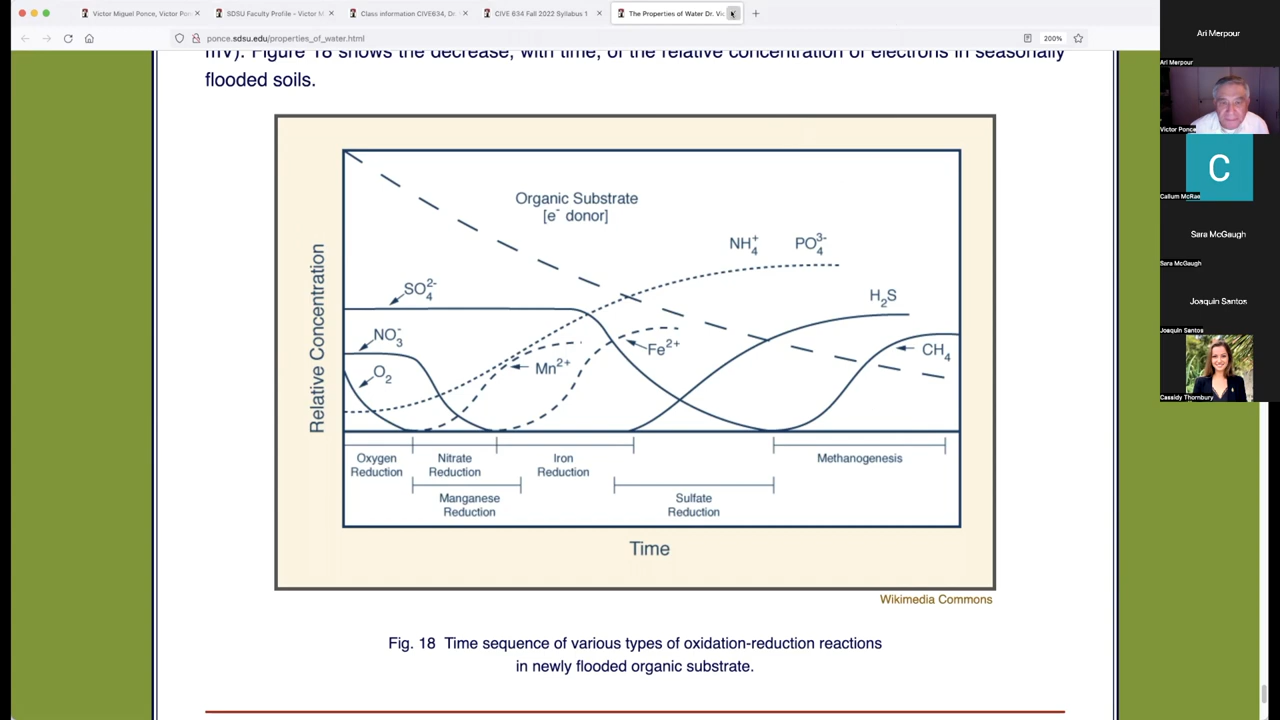 Victor Miguel Ponce, Victor Pon
SDSU Faculty Profile – Victor M
Class information CIVE634, Dr.
CIVE 634 Fall 2022 Syllabus 1
The Properties of Water Dr. Vic
ponce.sdsu.edu/properties_of_water.html
200%
mV). Figure 18 shows the decrease, with time, of the relative concentration of electrons in seasonally
flooded soils.
Organic Substrate
[e⁻ donor]
NH₄⁺ PO₄³⁻
SO₄²⁻
H₂S
NO₃⁻
Fe²⁺
CH₄
O₂
Mn²⁺
Relative Concentration
Oxygen
Reduction
Nitrate
Reduction
Iron
Reduction
Methanogenesis
Manganese
Reduction
Sulfate
Reduction
Time
Wikimedia Commons
Fig. 18 Time sequence of various types of oxidation-reduction reactions
in newly flooded organic substrate.
Ari Merpour
Ari Merpour
Victor Ponce
C
Callum McRae
Sara McGaugh
Sara McGaugh
Joaquin Santos
Joaquin Santos
Cassidy Thornbury